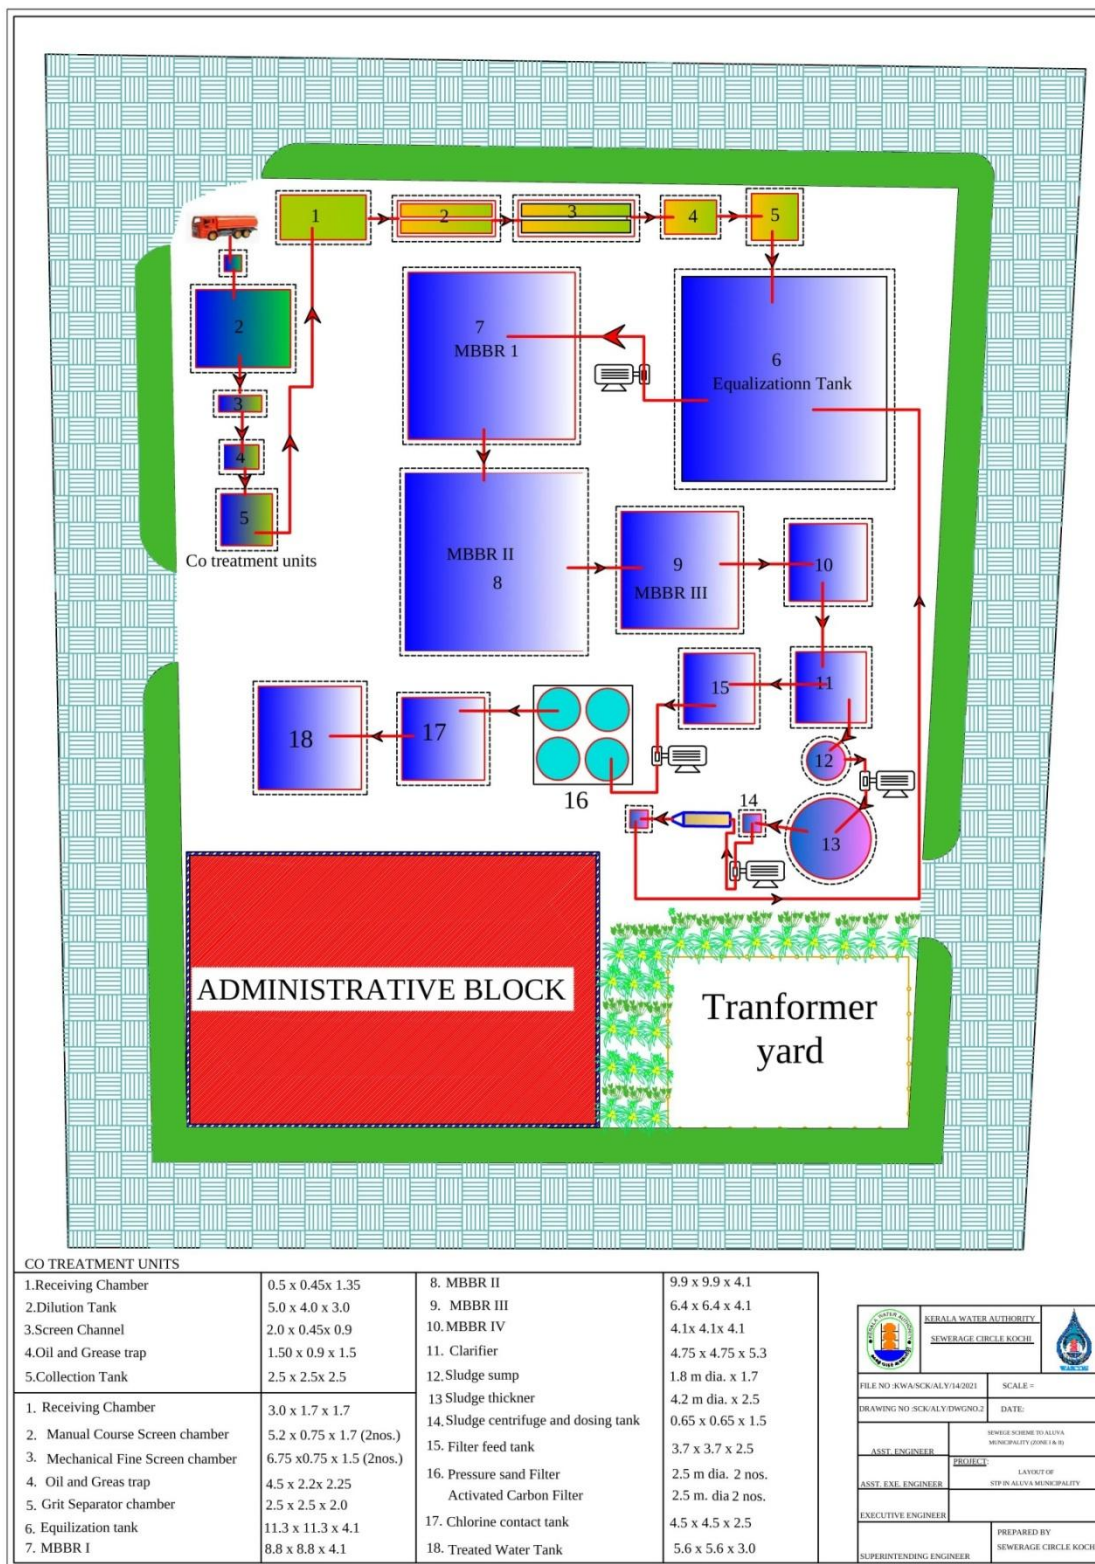 1
2
3
4
5
2
3
4
5
Co treatment units
7
MBBR 1
6
Equalizationn Tank
MBBR II
8
9
MBBR III
10
11
15
12
13
14
16
17
18
ADMINISTRATIVE BLOCK
Tranformer
yard
CO TREATMENT UNITS
1.Receiving Chamber 0.5 x 0.45x 1.35
2.Dilution Tank 5.0 x 4.0 x 3.0
3.Screen Channel 2.0 x 0.45x 0.9
4.Oil and Grease trap 1.50 x 0.9 x 1.5
5.Collection Tank 2.5 x 2.5x 2.5
1. Receiving Chamber 3.0 x 1.7 x 1.7
2. Manual Course Screen chamber 5.2 x 0.75 x 1.7 (2nos.)
3. Mechanical Fine Screen chamber 6.75 x0.75 x 1.5 (2nos.)
4. Oil and Greas trap 4.5 x 2.2x 2.25
5. Grit Separator chamber 2.5 x 2.5 x 2.0
6. Equilization tank 11.3 x 11.3 x 4.1
7. MBBR I 8.8 x 8.8 x 4.1
8. MBBR II 9.9 x 9.9 x 4.1
9. MBBR III 6.4 x 6.4 x 4.1
10. MBBR IV 4.1x 4.1x 4.1
11. Clarifier 4.75 x 4.75 x 5.3
12. Sludge sump 1.8 m dia. x 1.7
13 Sludge thickner 4.2 m dia. x 2.5
14. Sludge centrifuge and dosing tank 0.65 x 0.65 x 1.5
15. Filter feed tank 3.7 x 3.7 x 2.5
16. Pressure sand Filter 2.5 m dia. 2 nos.
Activated Carbon Filter 2.5 m. dia 2 nos.
17. Chlorine contact tank 4.5 x 4.5 x 2.5
18. Treated Water Tank 5.6 x 5.6 x 3.0
KERALA WATER AUTHORITY
SEWERAGE CIRCLE KOCHI
WASCON
FILE NO :KWA/SCK/ALY/14/2021 SCALE =
DRAWING NO :SCK/ALY/DWGNO.2 DATE:
SEWEGE SCHEME TO ALUVA
MUNICIPALITY (ZONE I & II)
ASST. ENGINEER
PROJECT:
LAYOUT OF
STP IN ALUVA MUNICIPALITY
ASST. EXE. ENGINEER
EXECUTIVE ENGINEER
PREPARED BY
SEWERAGE CIRCLE KOCH
SUPERINTENDING ENGINEER